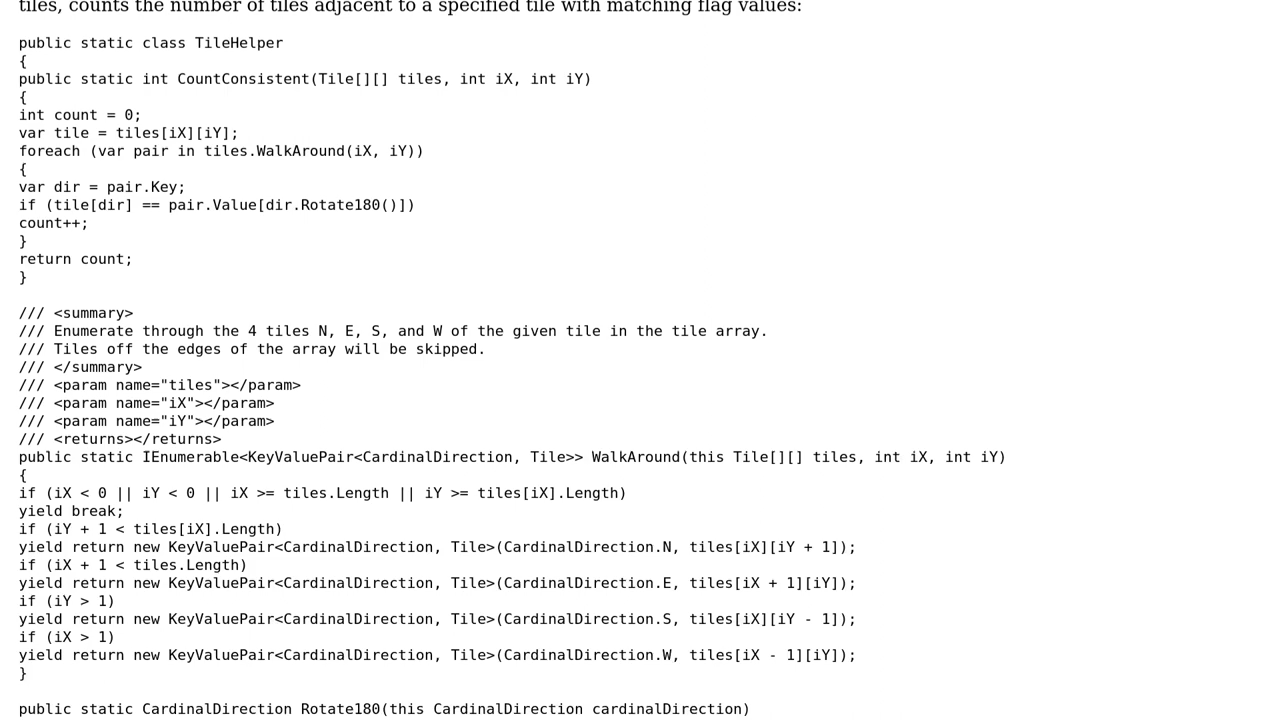 tiles, counts the number of tiles adjacent to a specified tile with matching flag values:
public static class TileHelper
{
public static int CountConsistent(Tile[][] tiles, int iX, int iY)
{
int count = 0;
var tile = tiles[iX][iY];
foreach (var pair in tiles.WalkAround(iX, iY))
{
var dir = pair.Key;
if (tile[dir] == pair.Value[dir.Rotate180()])
count++;
}
return count;
}

/// <summary>
/// Enumerate through the 4 tiles N, E, S, and W of the given tile in the tile array.
/// Tiles off the edges of the array will be skipped.
/// </summary>
/// <param name="tiles"></param>
/// <param name="iX"></param>
/// <param name="iY"></param>
/// <returns></returns>
public static IEnumerable<KeyValuePair<CardinalDirection, Tile>> WalkAround(this Tile[][] tiles, int iX, int iY)
{
if (iX < 0 || iY < 0 || iX >= tiles.Length || iY >= tiles[iX].Length)
yield break;
if (iY + 1 < tiles[iX].Length)
yield return new KeyValuePair<CardinalDirection, Tile>(CardinalDirection.N, tiles[iX][iY + 1]);
if (iX + 1 < tiles.Length)
yield return new KeyValuePair<CardinalDirection, Tile>(CardinalDirection.E, tiles[iX + 1][iY]);
if (iY > 1)
yield return new KeyValuePair<CardinalDirection, Tile>(CardinalDirection.S, tiles[iX][iY - 1]);
if (iX > 1)
yield return new KeyValuePair<CardinalDirection, Tile>(CardinalDirection.W, tiles[iX - 1][iY]);
}

public static CardinalDirection Rotate180(this CardinalDirection cardinalDirection)